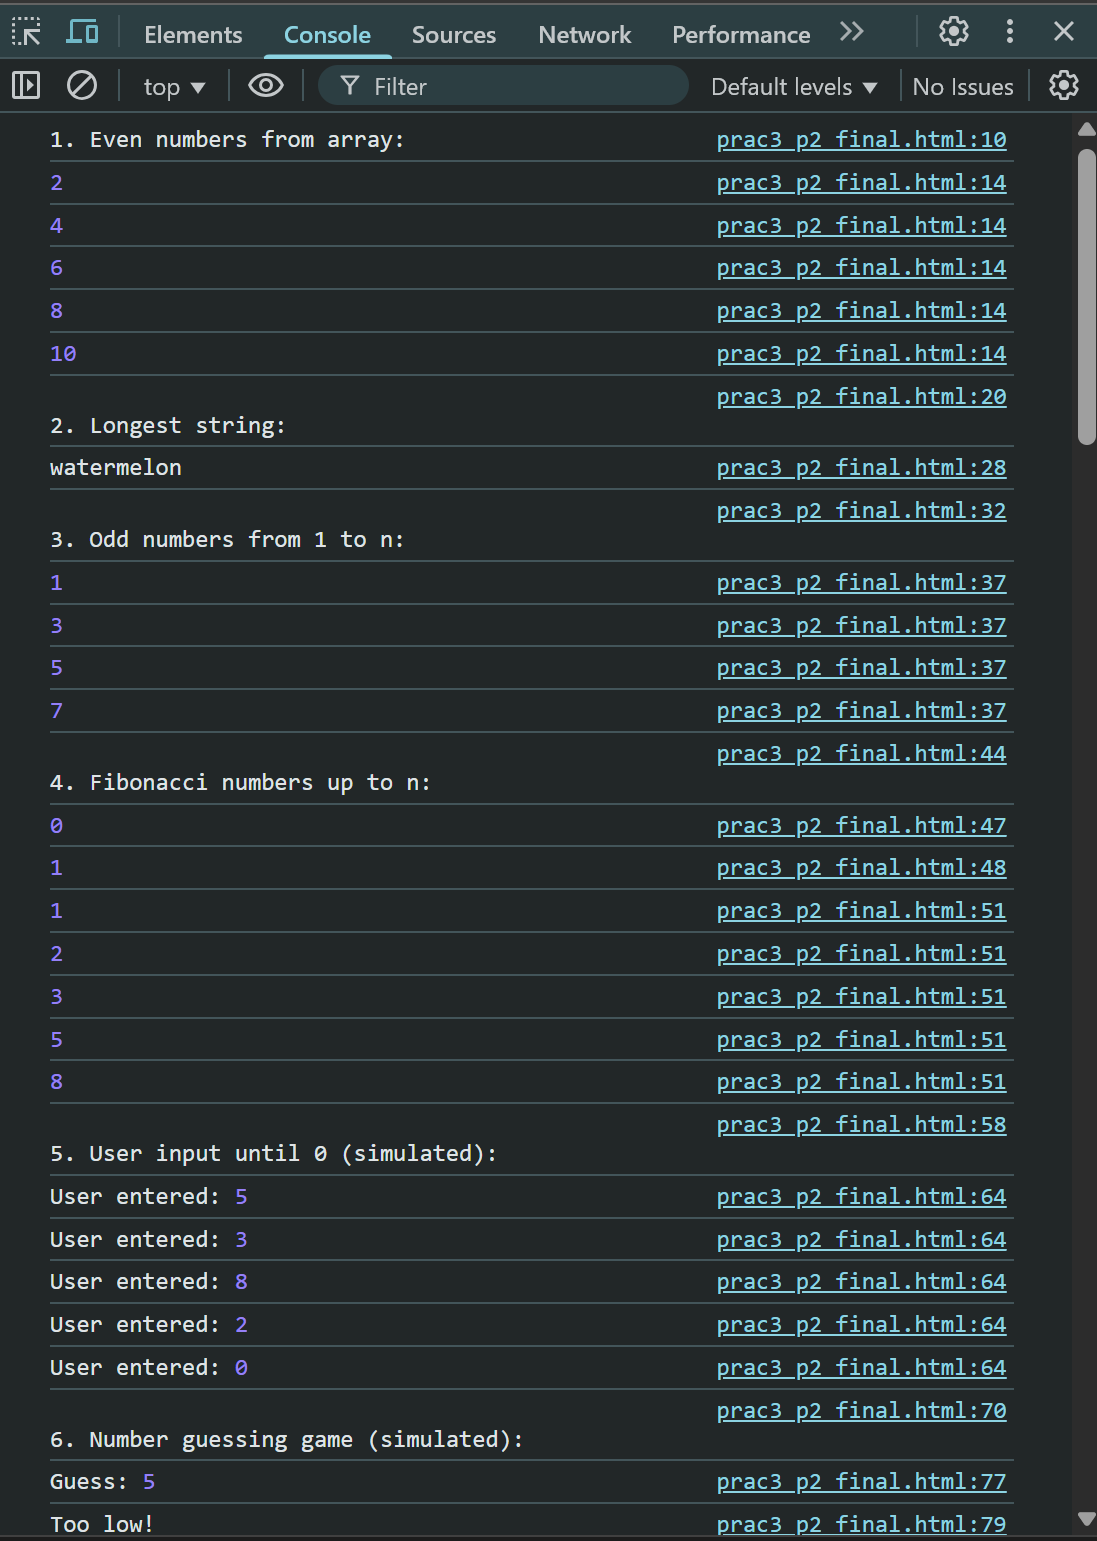 Elements Console Sources Network Performance
top Filter Default levels No Issues
1. Even numbers from array: prac3_p2_final.html:10
2 prac3_p2_final.html:14
4 prac3_p2_final.html:14
6 prac3_p2_final.html:14
8 prac3_p2_final.html:14
10 prac3_p2_final.html:14
prac3_p2_final.html:20
2. Longest string:
watermelon prac3_p2_final.html:28
prac3_p2_final.html:32
3. Odd numbers from 1 to n:
1 prac3_p2_final.html:37
3 prac3_p2_final.html:37
5 prac3_p2_final.html:37
7 prac3_p2_final.html:37
prac3_p2_final.html:44
4. Fibonacci numbers up to n:
0 prac3_p2_final.html:47
1 prac3_p2_final.html:48
1 prac3_p2_final.html:51
2 prac3_p2_final.html:51
3 prac3_p2_final.html:51
5 prac3_p2_final.html:51
8 prac3_p2_final.html:51
prac3_p2_final.html:58
5. User input until 0 (simulated):
User entered: 5 prac3_p2_final.html:64
User entered: 3 prac3_p2_final.html:64
User entered: 8 prac3_p2_final.html:64
User entered: 2 prac3_p2_final.html:64
User entered: 0 prac3_p2_final.html:64
prac3_p2_final.html:70
6. Number guessing game (simulated):
Guess: 5 prac3_p2_final.html:77
Too low! prac3_p2_final.html:79